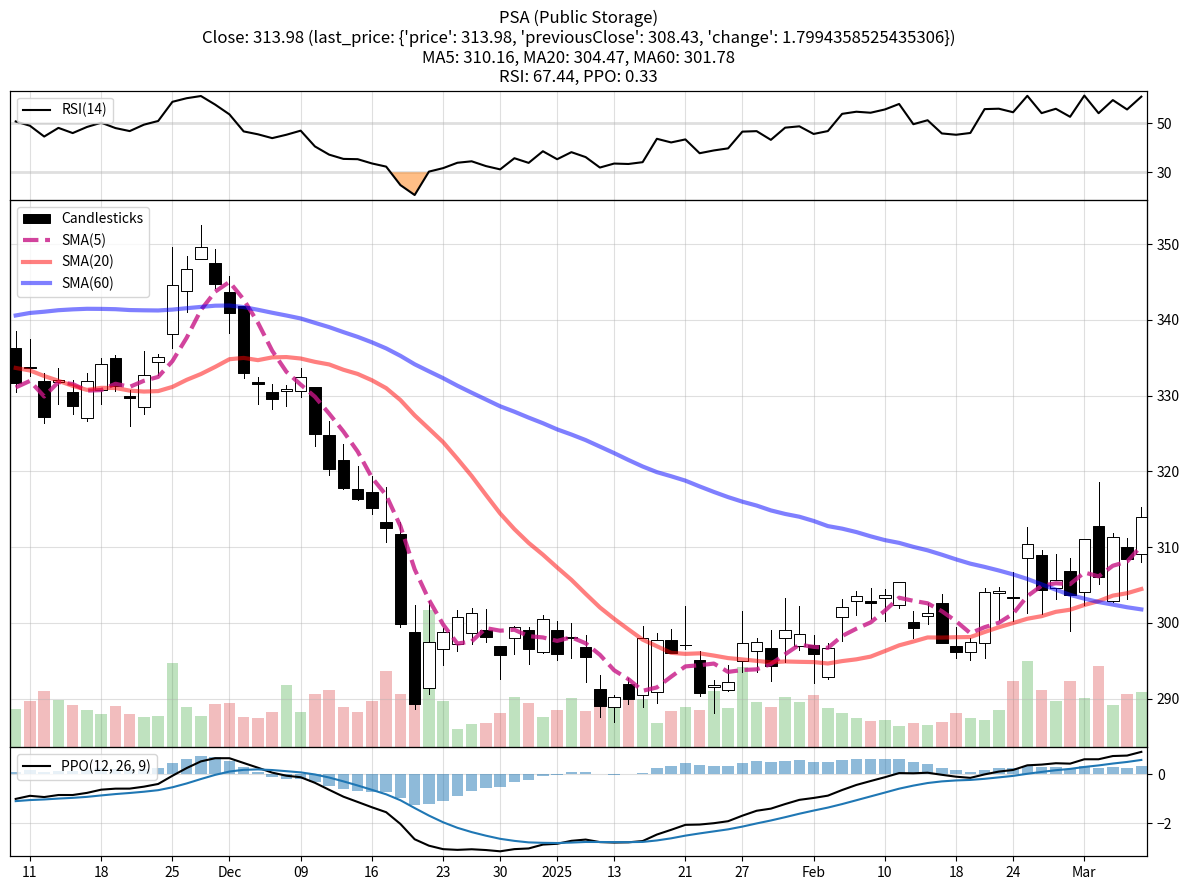 PSA (Public Storage)
Close: 313.98 (last_price: {'price': 313.98, 'previousClose': 308.43, 'change': 1.7994358525435306})
MA5: 310.16, MA20: 304.47, MA60: 301.78
RSI: 67.44, PPO: 0.33
RSI(14)
50
30
Candlesticks
SMA(5)
SMA(20)
SMA(60)
350
340
330
320
310
300
290
PPO(12, 26, 9)
0
−2
11 18 25 Dec 09 16 23 30 2025 13 21 27 Feb 10 18 24 Mar